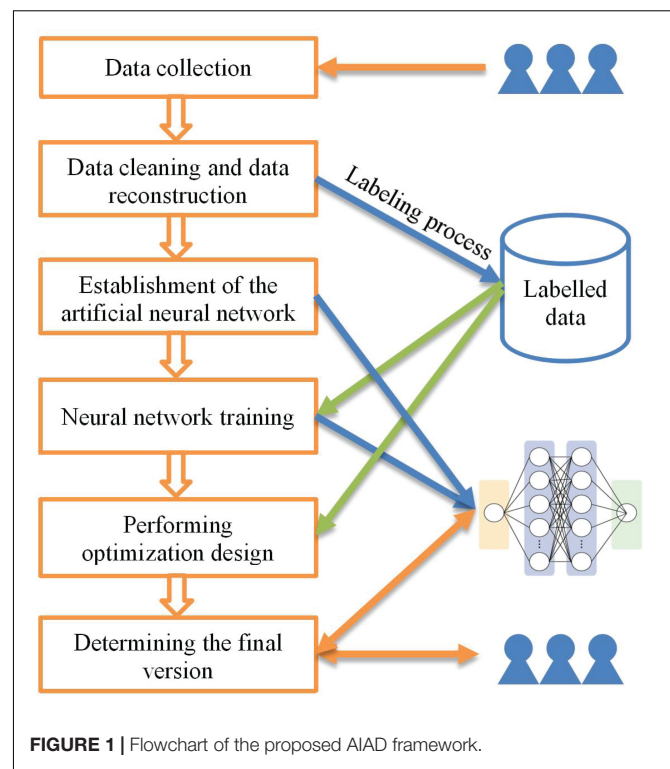 Data collection
Data cleaning and data
reconstruction
Labeling process
Establishment of the
artificial neural network
Labelled
data
Neural network training
Performing
optimization design
Determining the final
version
FIGURE 1 | Flowchart of the proposed AIAD framework.